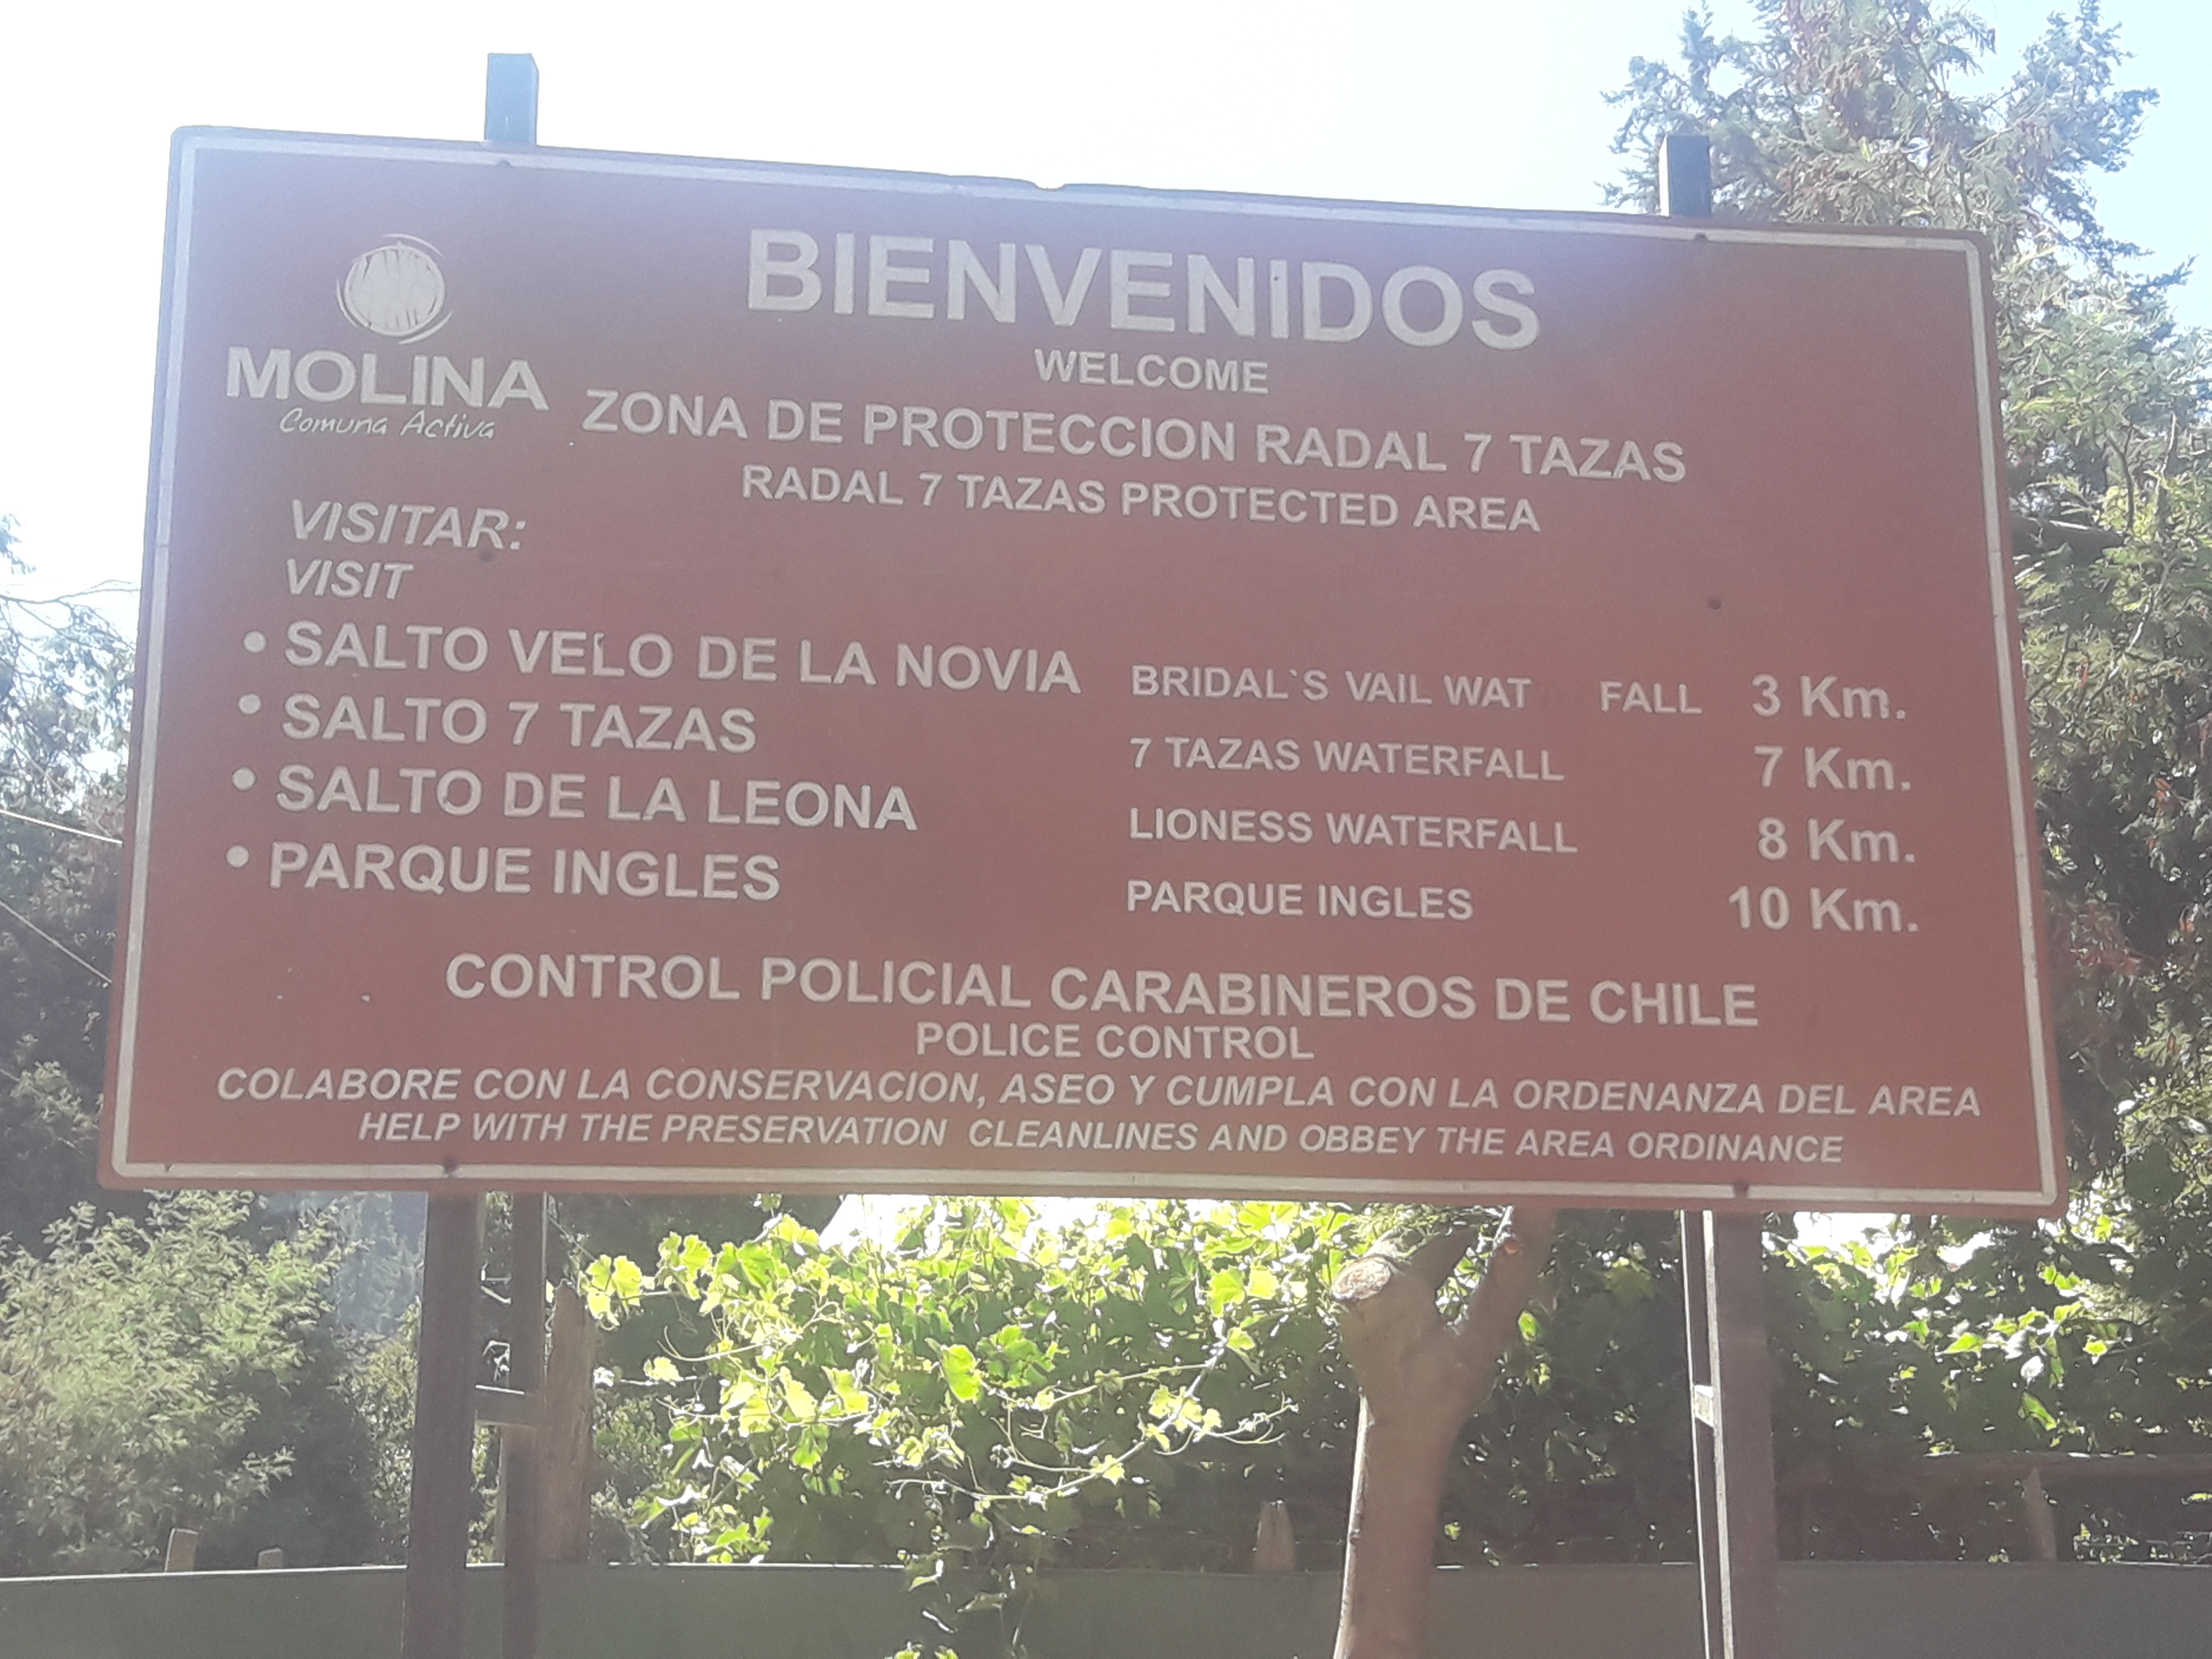 BIENVENIDOS
WELCOME
MOLINA
Comuna Activa
ZONA DE PROTECCION RADAL 7 TAZAS
RADAL 7 TAZAS PROTECTED AREA
VISITAR:
VISIT
• SALTO VELO DE LA NOVIA BRIDAL`S VAIL WAT FALL 3 Km.
• SALTO 7 TAZAS 7 TAZAS WATERFALL 7 Km.
• SALTO DE LA LEONA LIONESS WATERFALL 8 Km.
• PARQUE INGLES PARQUE INGLES 10 Km.
CONTROL POLICIAL CARABINEROS DE CHILE
POLICE CONTROL
COLABORE CON LA CONSERVACION, ASEO Y CUMPLA CON LA ORDENANZA DEL AREA
HELP WITH THE PRESERVATION CLEANLINES AND OBBEY THE AREA ORDINANCE